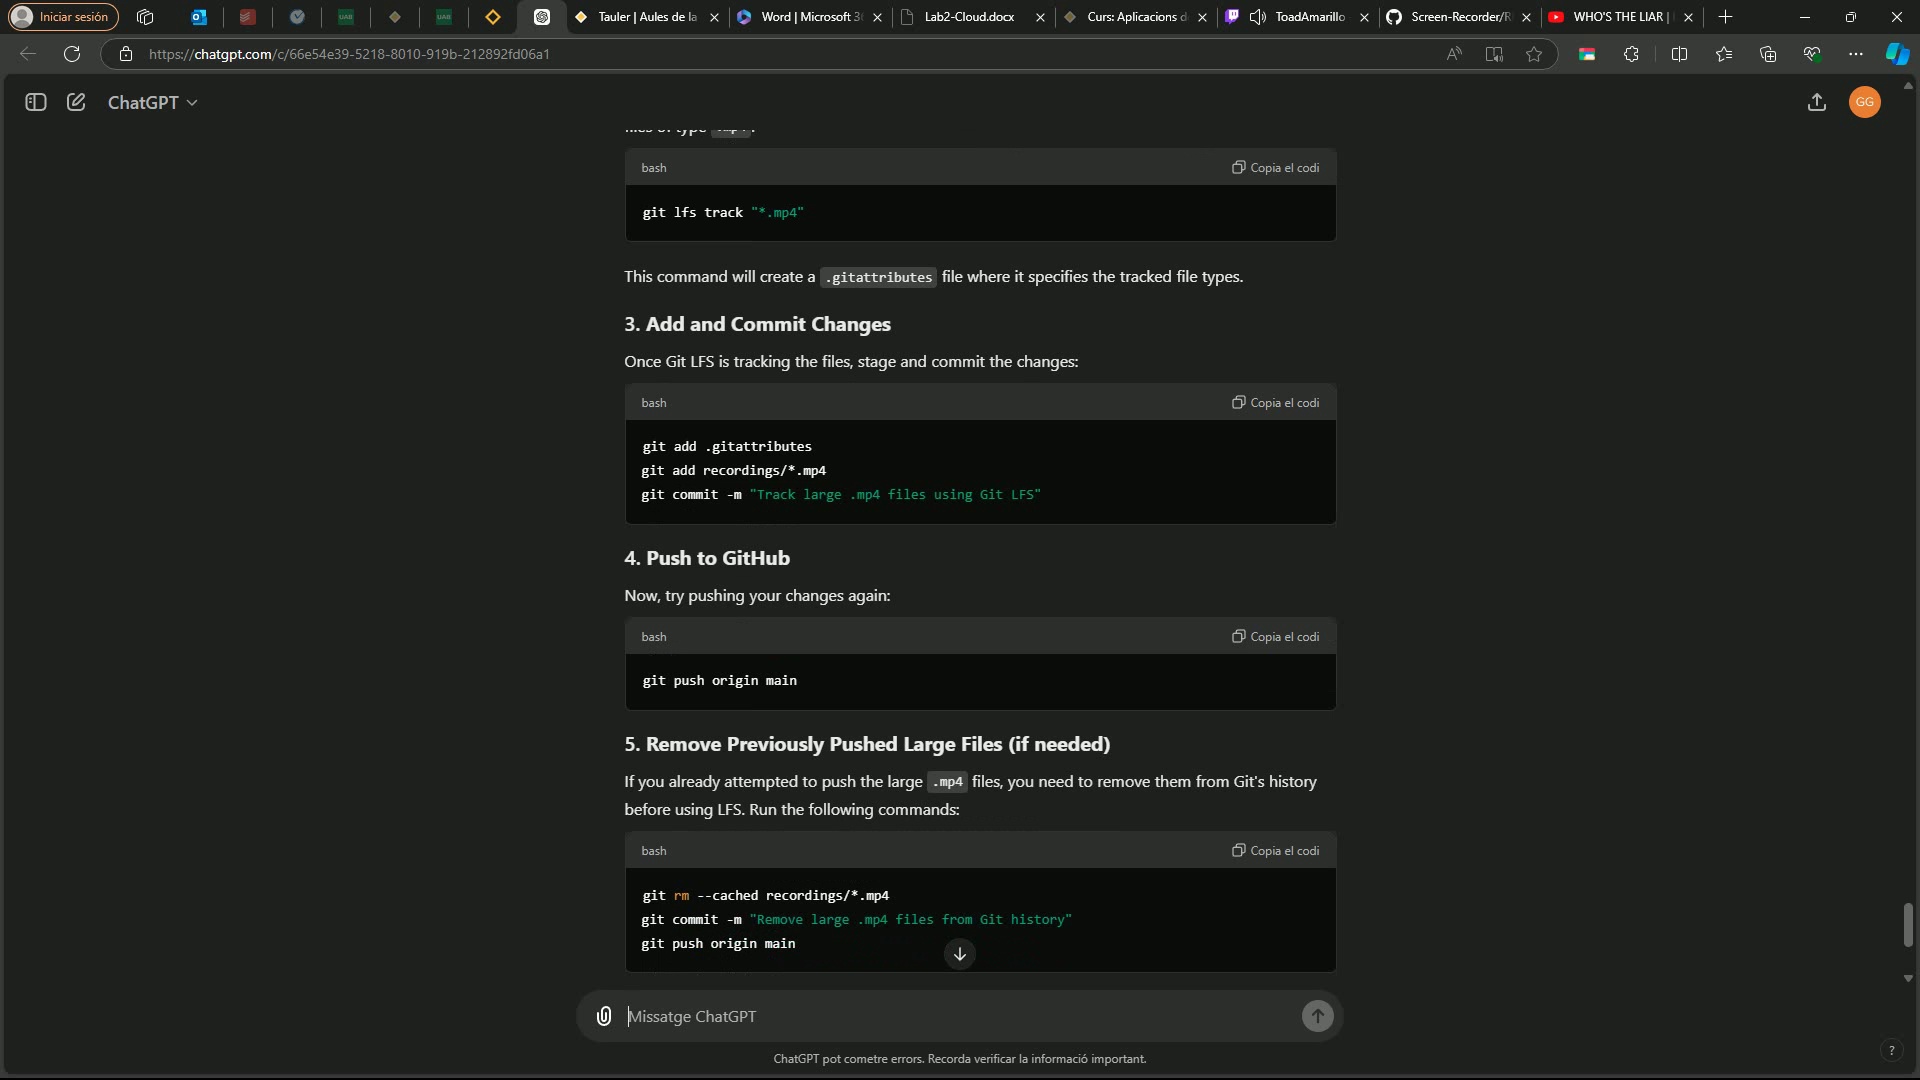 Iniciar sesión
Tauler | Aules de la
Word | Microsoft 3
Lab2-Cloud.docx
Curs: Aplicacions d
ToadAmarillo
Screen-Recorder/R
WHO'S THE LIAR |
https://chatgpt.com/c/66e54e39-5218-8010-919b-212892fd06a1
ChatGPT
GG
bash
Copia el codi
git lfs track "*.mp4"
This command will create a .gitattributes file where it specifies the tracked file types.
3. Add and Commit Changes
Once Git LFS is tracking the files, stage and commit the changes:
bash
Copia el codi
git add .gitattributes
git add recordings/*.mp4
git commit -m "Track large .mp4 files using Git LFS"
4. Push to GitHub
Now, try pushing your changes again:
bash
Copia el codi
git push origin main
5. Remove Previously Pushed Large Files (if needed)
If you already attempted to push the large .mp4 files, you need to remove them from Git's history
before using LFS. Run the following commands:
bash
Copia el codi
git rm --cached recordings/*.mp4
git commit -m "Remove large .mp4 files from Git history"
git push origin main
Missatge ChatGPT
ChatGPT pot cometre errors. Recorda verificar la informació important.
?